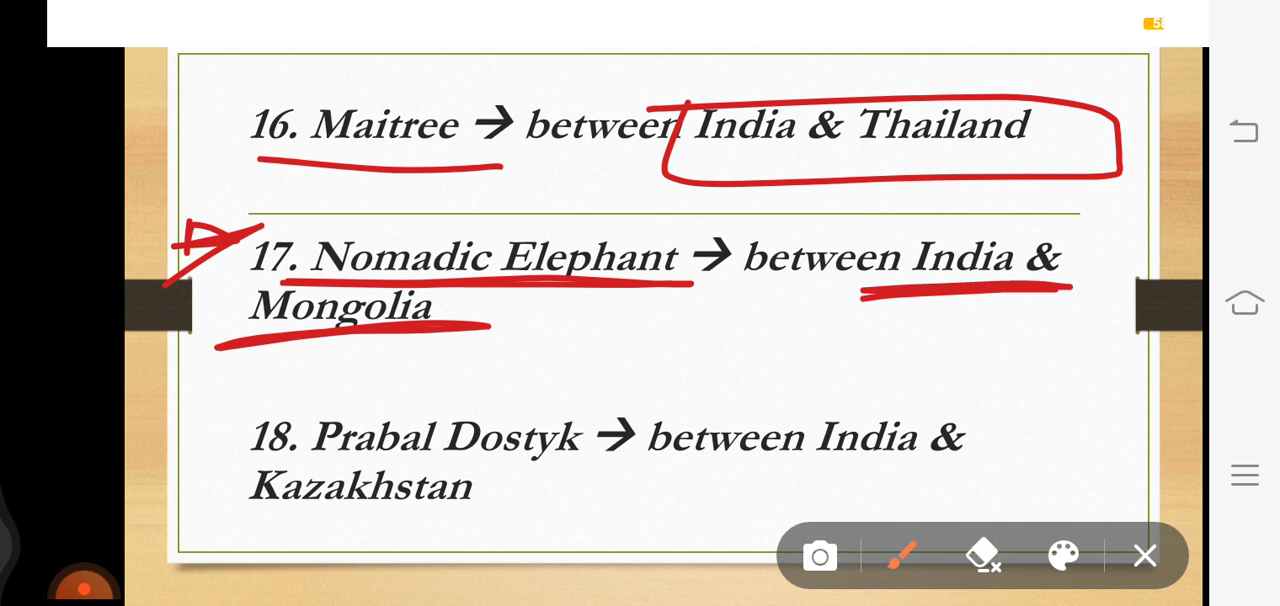 16. Maitree → between India & Thailand
17. Nomadic Elephant → between India &
Mongolia
18. Prabal Dostyk → between India &
Kazakhstan